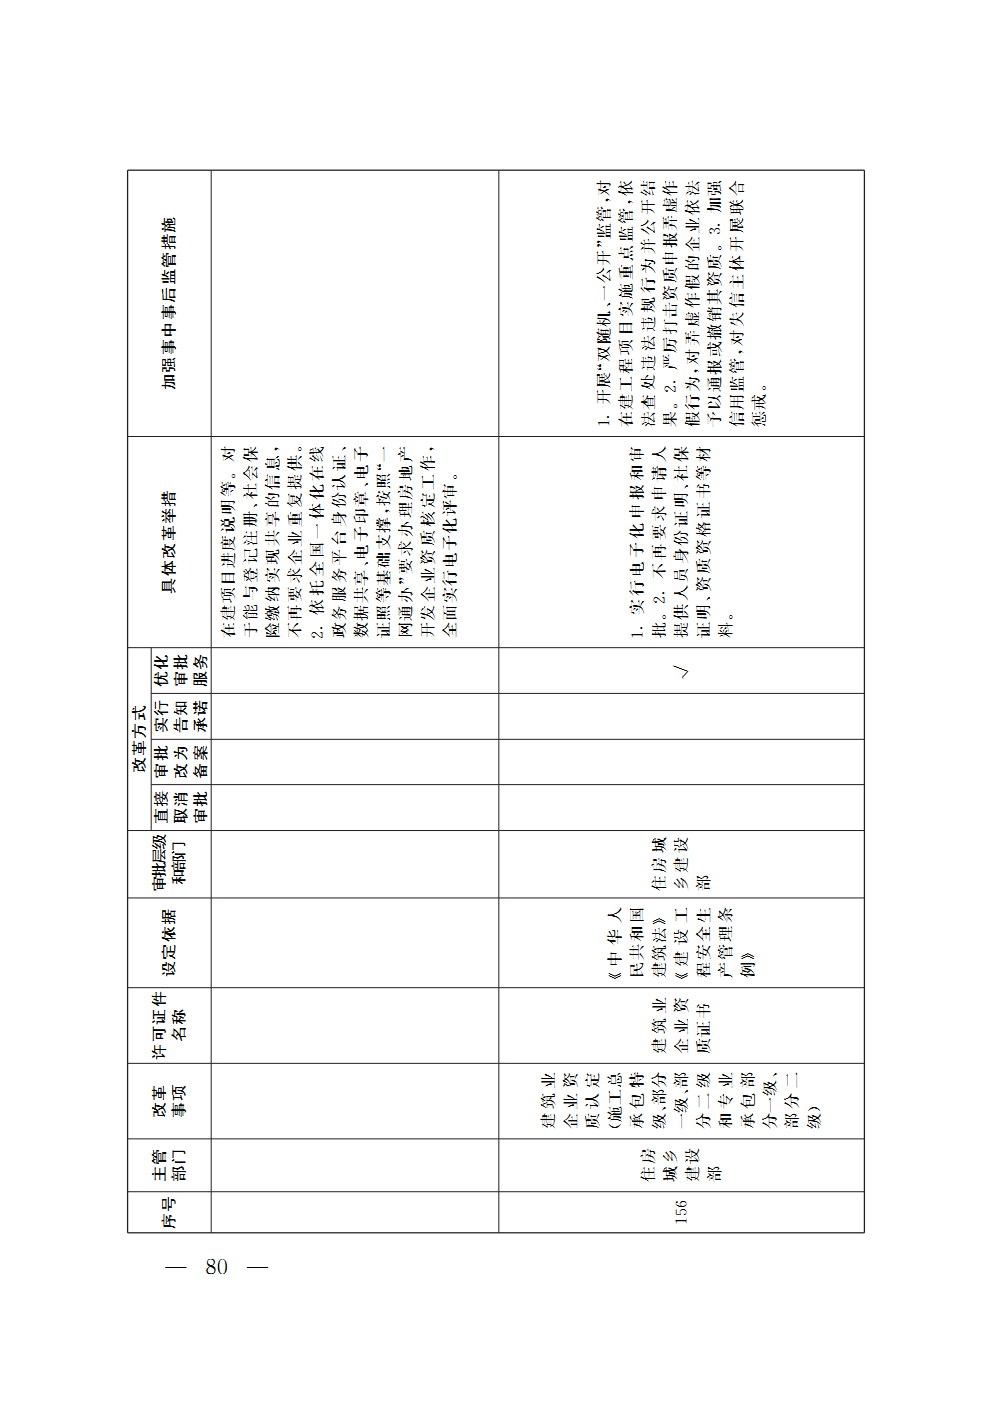 序号
主管
部门
改革
事项
许可证件
名称
设定依据
审批层级
和部门
改革方式
直接
取消
审批
审批
改为
备案
实行
告知
承诺
优化
审批
服务
具体改革举措
加强事中事后监管措施
在建项目进度说明等。对
于能与登记注册、社会保
险缴纳实现共享的信息，
不再要求企业重复提供。
2. 依托全国一体化在线
政务服务平台身份认证、
数据共享、电子印章、电子
证照等基础支撑，按照“一
网通办”要求办理房地产
开发企业资质核定工作，
全面实行电子化评审。
156
住房
城乡
建设
部
建筑业
企业资
质认定
(施工总
承包特
级、部分
一级、部
分二级
和专业
承包部
分一级、
部分二
级)
建筑业
企业资
质证书
《中华人
民共和国
建筑法》
《建设工
程安全生
产管理条
例》
住房城
乡建设
部
√
1. 实行电子化申报和审
批。2. 不再要求申请人
提供人员身份证明、社保
证明、资质资格证书等材
料。
1. 开展“双随机、一公开”监管，对
在建工程项目实施重点监管，依
法查处违法违规行为并公开结
果。2. 严厉打击资质申报弄虚作
假行为，对弄虚作假的企业依法
予以通报或撤销其资质。3. 加强
信用监管，对失信主体开展联合
惩戒。
— 80 —